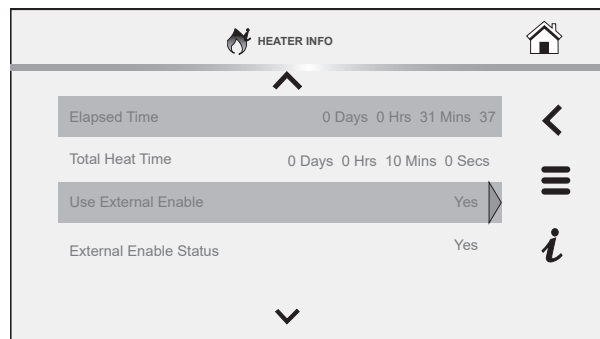 HEATER INFO
Elapsed Time 0 Days 0 Hrs 31 Mins 37
Total Heat Time 0 Days 0 Hrs 10 Mins 0 Secs
Use External Enable Yes
External Enable Status Yes